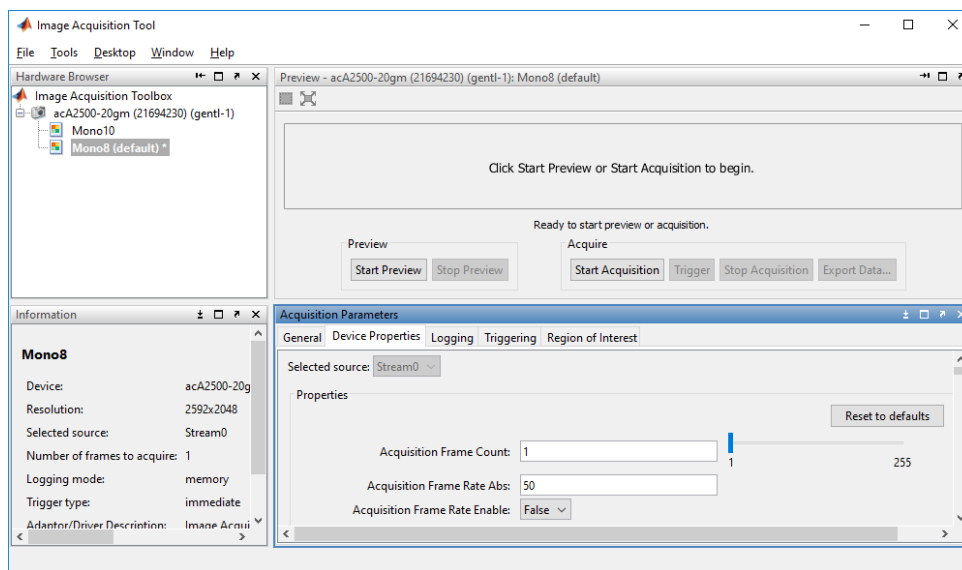 Image Acquisition Tool
File Tools Desktop Window Help
Hardware Browser
Image Acquisition Toolbox
acA2500-20gm (21694230) (gentl-1)
Mono10
Mono8 (default) *
Preview - acA2500-20gm (21694230) (gentl-1): Mono8 (default)
Click Start Preview or Start Acquisition to begin.
Ready to start preview or acquisition.
Preview
Start Preview Stop Preview
Acquire
Start Acquisition Trigger Stop Acquisition Export Data...
Information
Mono8
Device: acA2500-20g
Resolution: 2592x2048
Selected source: Stream0
Number of frames to acquire: 1
Logging mode: memory
Trigger type: immediate
Adaptor/Driver Description: Image Acqui
Acquisition Parameters
General Device Properties Logging Triggering Region of Interest
Selected source: Stream0
Properties
Reset to defaults
Acquisition Frame Count: 1
1 255
Acquisition Frame Rate Abs: 50
Acquisition Frame Rate Enable: False